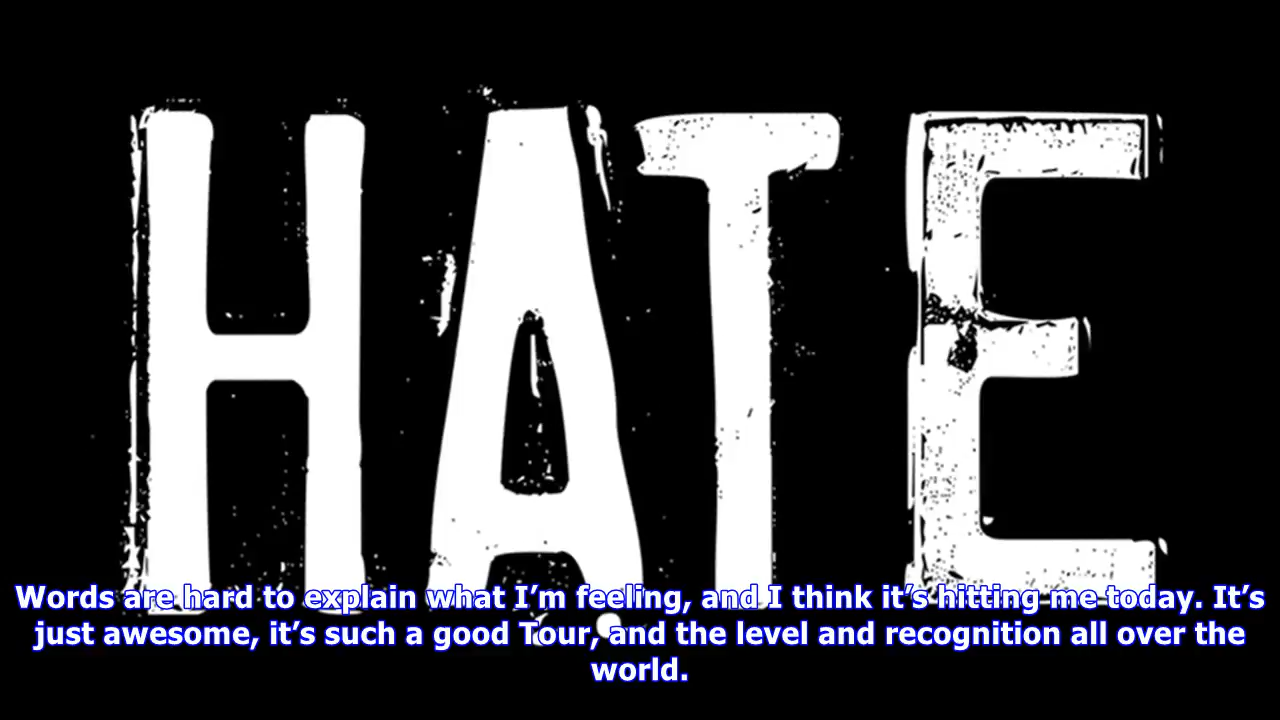 HATE
Words are hard to explain what I’m feeling, and I think it’s hitting me today. It’s
just awesome, it’s such a good Tour, and the level and recognition all over the
world.